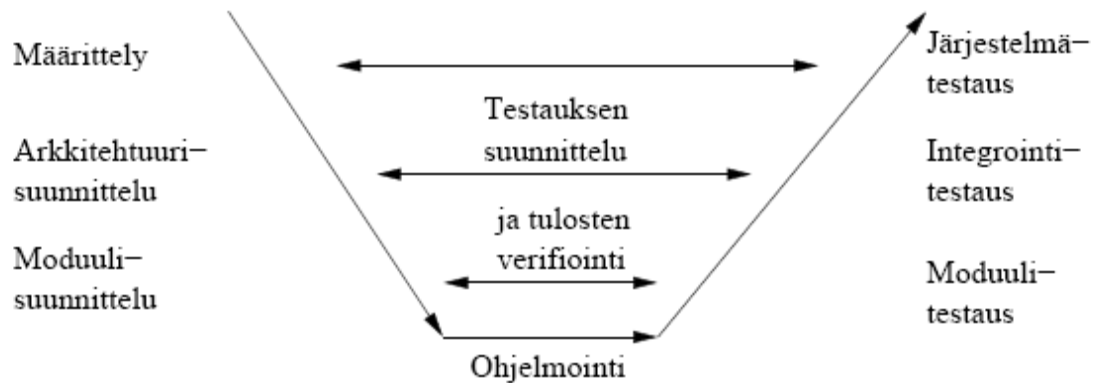 Määrittely
Arkkitehtuuri−
suunnittelu
Moduuli−
suunnittelu
Testauksen
suunnittelu
ja tulosten
verifiointi
Ohjelmointi
Järjestelmä−
testaus
Integrointi−
testaus
Moduuli−
testaus